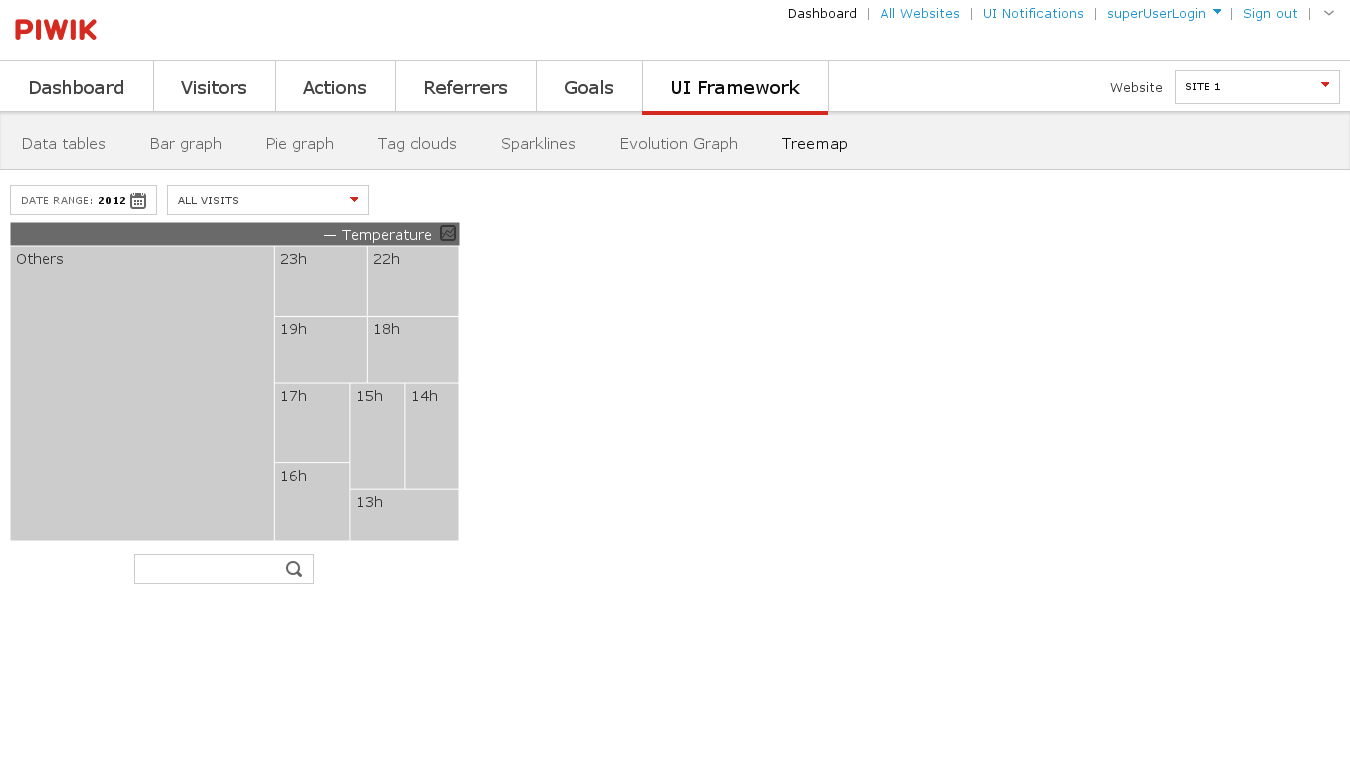 PIWIK
Dashboard | All Websites | UI Notifications | superUserLogin | Sign out |
Dashboard Visitors Actions Referrers Goals UI Framework Website SITE 1
Data tables Bar graph Pie graph Tag clouds Sparklines Evolution Graph Treemap
DATE RANGE: 2012 ALL VISITS
— Temperature
Others 23h 22h
19h 18h
17h 15h 14h
16h
13h